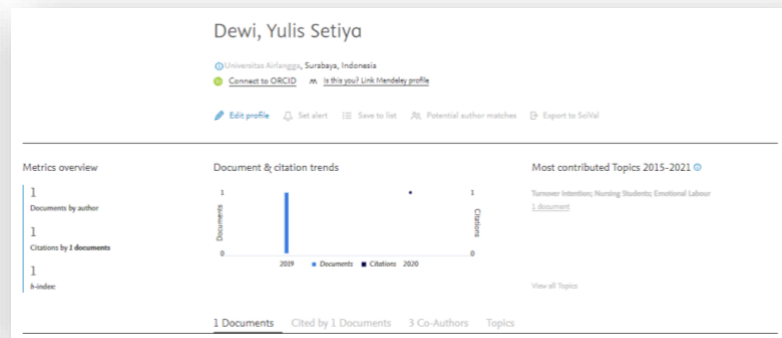 Dewi, Yulis Setiya
Universitas Airlangga, Surabaya, Indonesia
Connect to ORCID Is this you? Link Mendeley profile
Edit profile Set alert Save to list Potential author matches Export to SciVal
Metrics overview
1
Documents by author
1
Citations by 1 documents
1
h-index:
Document & citation trends
1
1
Documents
Citations
0
0
2019
Documents Citations 2020
Most contributed Topics 2015-2021
Turnover Intention; Nursing Students; Emotional Labour
1 document
View all Topics
1 Documents Cited by 1 Documents 3 Co-Authors Topics